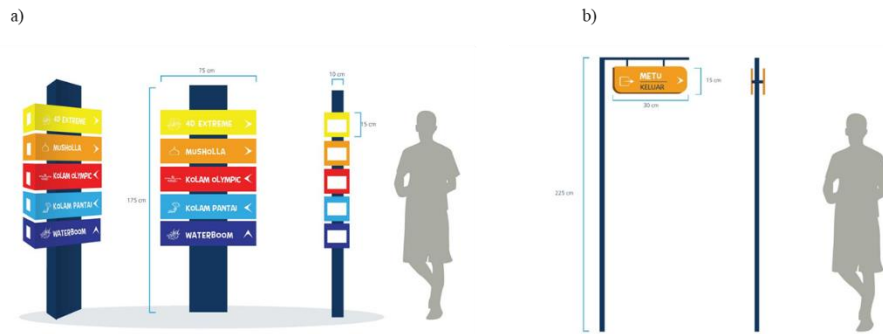 a)
b)
75 cm
10 cm
15 cm
175 cm
4D EXTREME
MUSHOLLA
KOLAM OLYMPIC
KOLAM PANTAI
WATERBOOM
4D EXTREME
MUSHOLLA
KOLAM OLYMPIC
KOLAM PANTAI
WATERBOOM
METU
KELUAR
15 cm
30 cm
225 cm